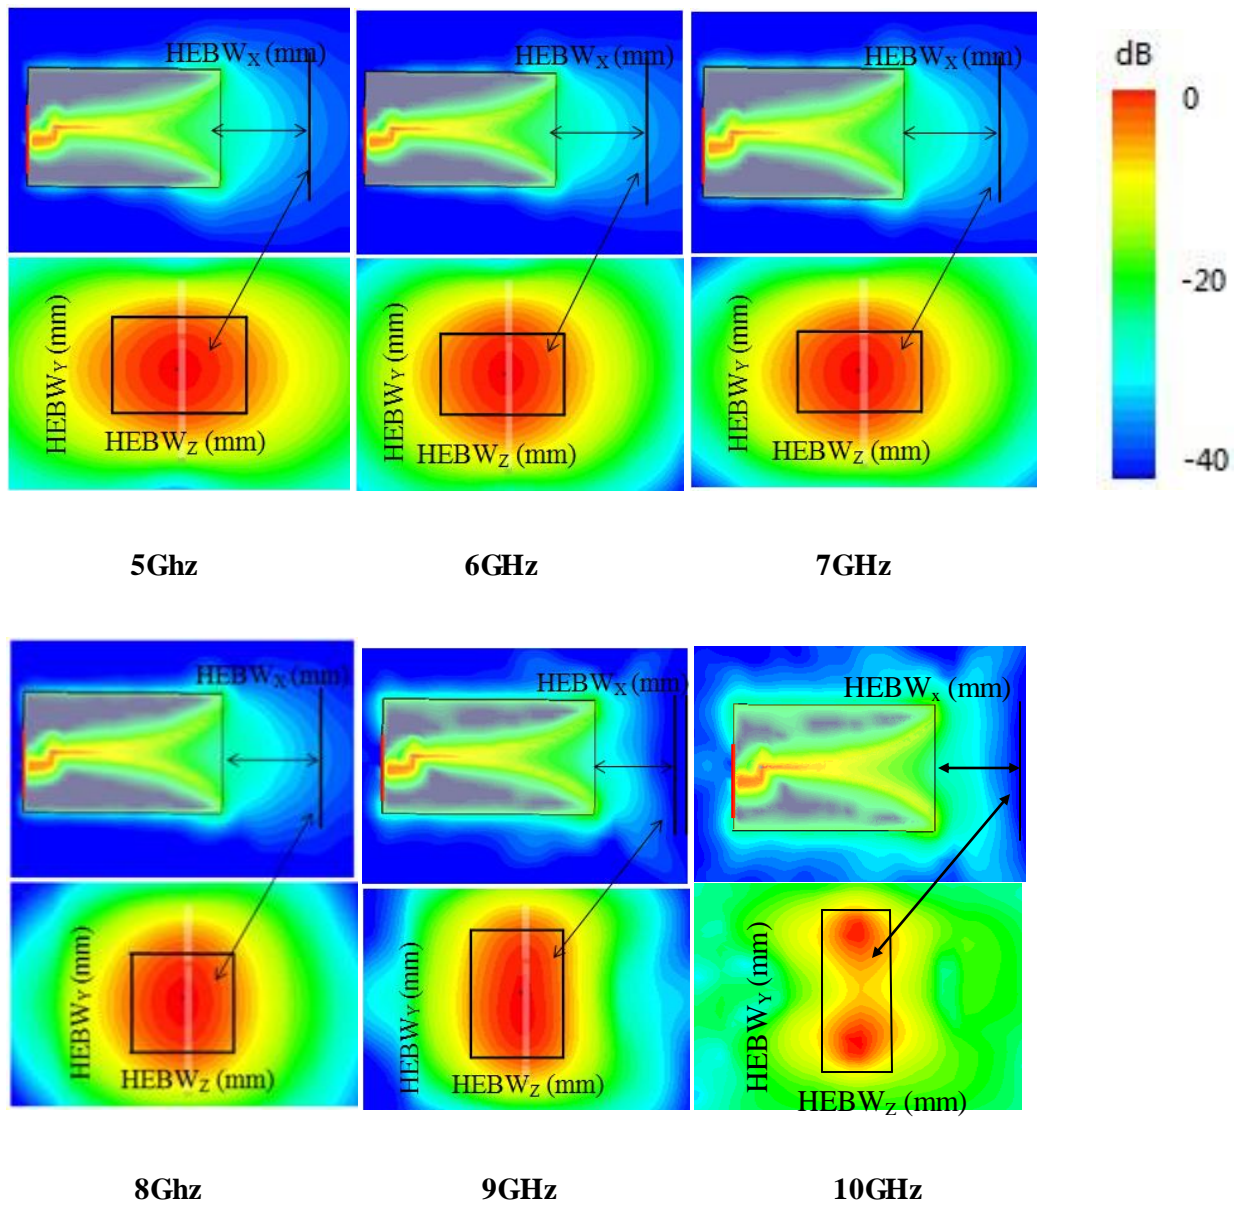 HEBWX (mm)
HEBWX (mm)
HEBWX (mm)
dB
0
-20
-40
HEBWY (mm)
HEBWZ (mm)
HEBWY (mm)
HEBWZ (mm)
HEBWY (mm)
HEBWZ (mm)
5Ghz
6GHz
7GHz
HEBWX (mm)
HEBWX (mm)
HEBWx (mm)
HEBWY (mm)
HEBWZ (mm)
HEBWY (mm)
HEBWZ (mm)
HEBWY (mm)
HEBWZ (mm)
8Ghz
9GHz
10GHz